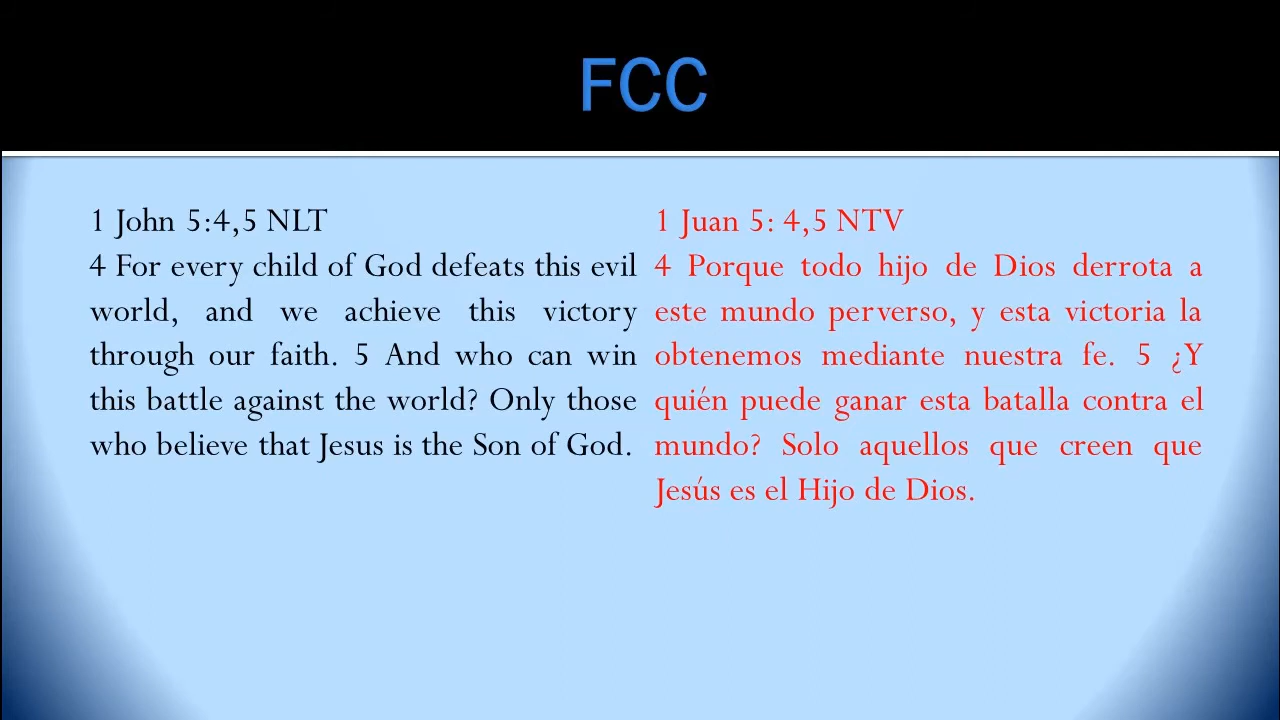 FCC
1 John 5:4,5 NLT
4 For every child of God defeats this evil
world, and we achieve this victory
through our faith. 5 And who can win
this battle against the world? Only those
who believe that Jesus is the Son of God.
1 Juan 5: 4,5 NTV
4 Porque todo hijo de Dios derrota a
este mundo perverso, y esta victoria la
obtenemos mediante nuestra fe. 5 ¿Y
quién puede ganar esta batalla contra el
mundo? Solo aquellos que creen que
Jesús es el Hijo de Dios.